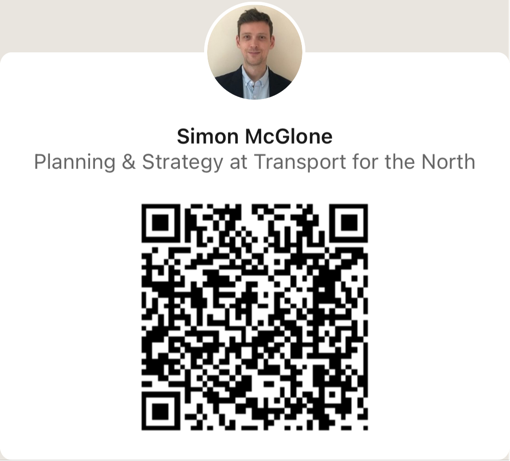 Simon McGlone
Planning & Strategy at Transport for the North